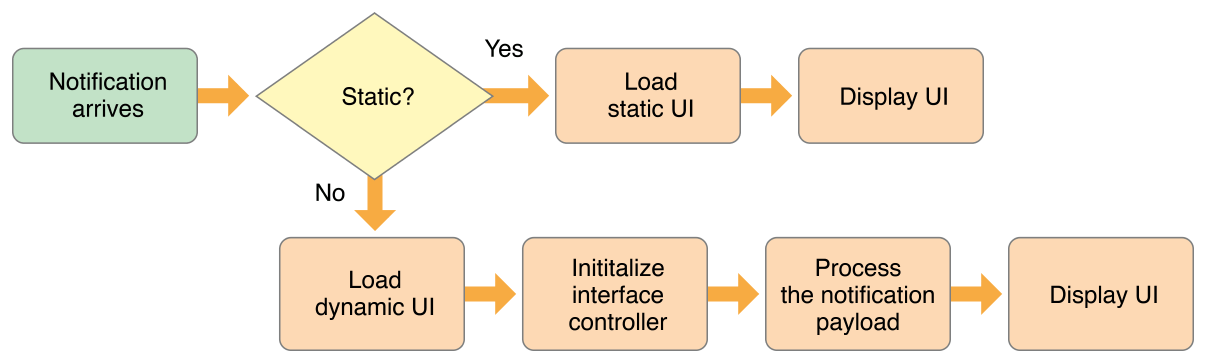 Notification
arrives
Static?
Yes
Load
static UI
Display UI
No
Load
dynamic UI
Inititalize
interface
controller
Process
the notification
payload
Display UI